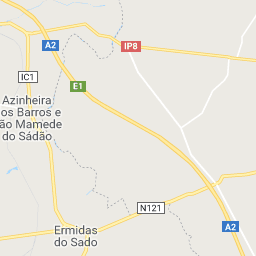 A2
IP8
IC1
E1
Azinheira
os Barros e
ão Mamede
do Sádão
N121
A2
Ermidas
do Sado